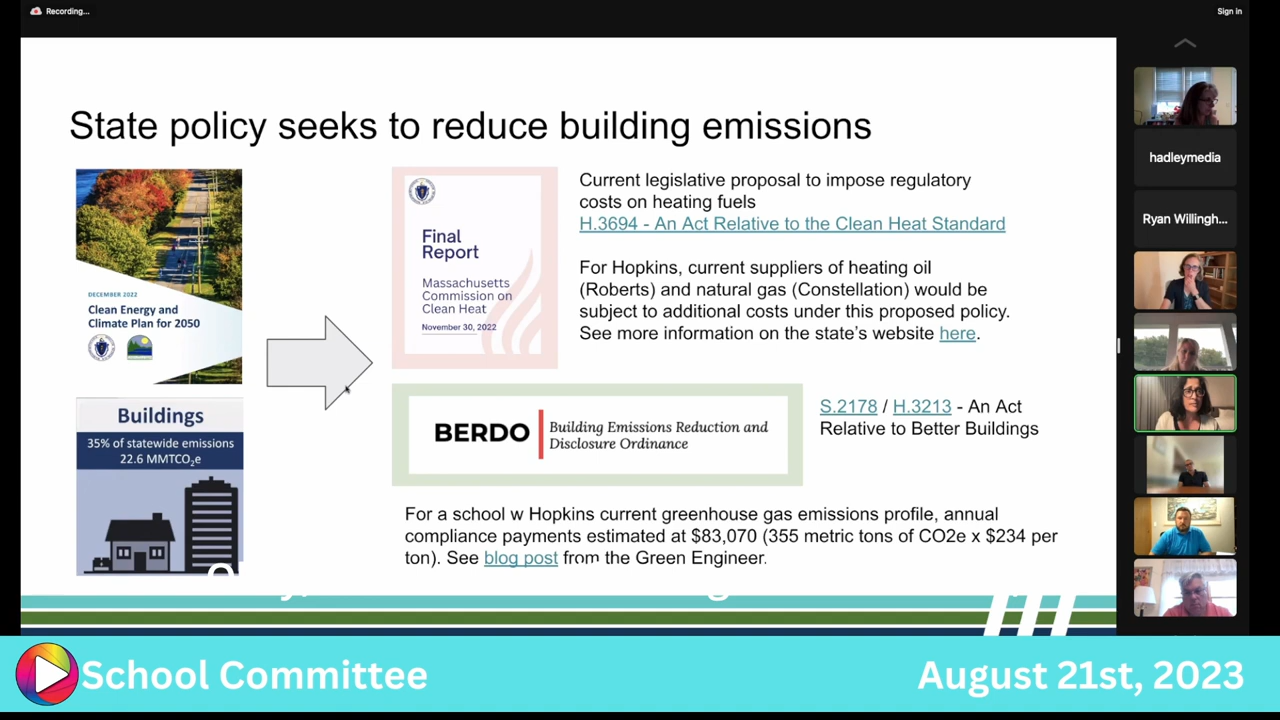 Recording...
Sign in
State policy seeks to reduce building emissions
DECEMBER 2022
Clean Energy and
Climate Plan for 2050
Buildings
35% of statewide emissions
22.6 MMTCO2e
Final
Report
Massachusetts
Commission on
Clean Heat
November 30, 2022
Current legislative proposal to impose regulatory
costs on heating fuels
H.3694 - An Act Relative to the Clean Heat Standard
For Hopkins, current suppliers of heating oil
(Roberts) and natural gas (Constellation) would be
subject to additional costs under this proposed policy.
See more information on the state's website here.
BERDO
Building Emissions Reduction and
Disclosure Ordinance
S.2178 / H.3213 - An Act
Relative to Better Buildings
For a school w Hopkins current greenhouse gas emissions profile, annual
compliance payments estimated at $83,070 (355 metric tons of CO2e x $234 per
ton). See blog post from the Green Engineer.
hadleymedia
Ryan Willingh...
School Committee
August 21st, 2023